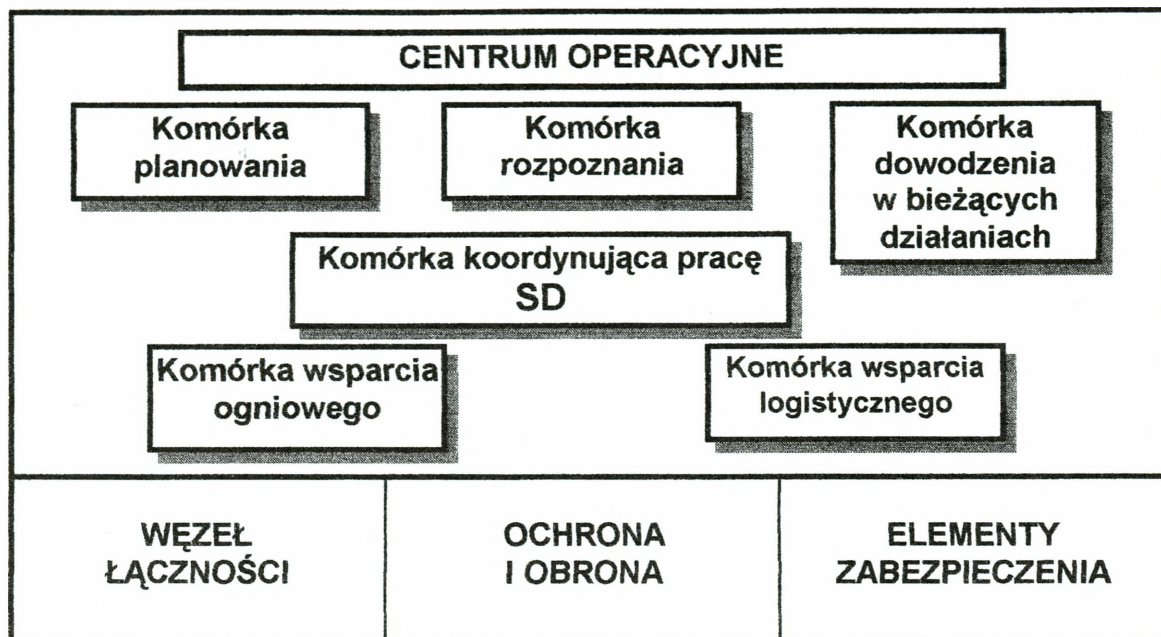 CENTRUM OPERACYJNE
Komórka
planowania
Komórka
rozpoznania
Komórka
dowodzenia
w bieżących
działaniach
Komórka koordynująca pracę
SD
Komórka wsparcia
ogniowego
Komórka wsparcia
logistycznego
WĘZEŁ
ŁĄCZNOŚCI
OCHRONA
I OBRONA
ELEMENTY
ZABEZPIECZENIA